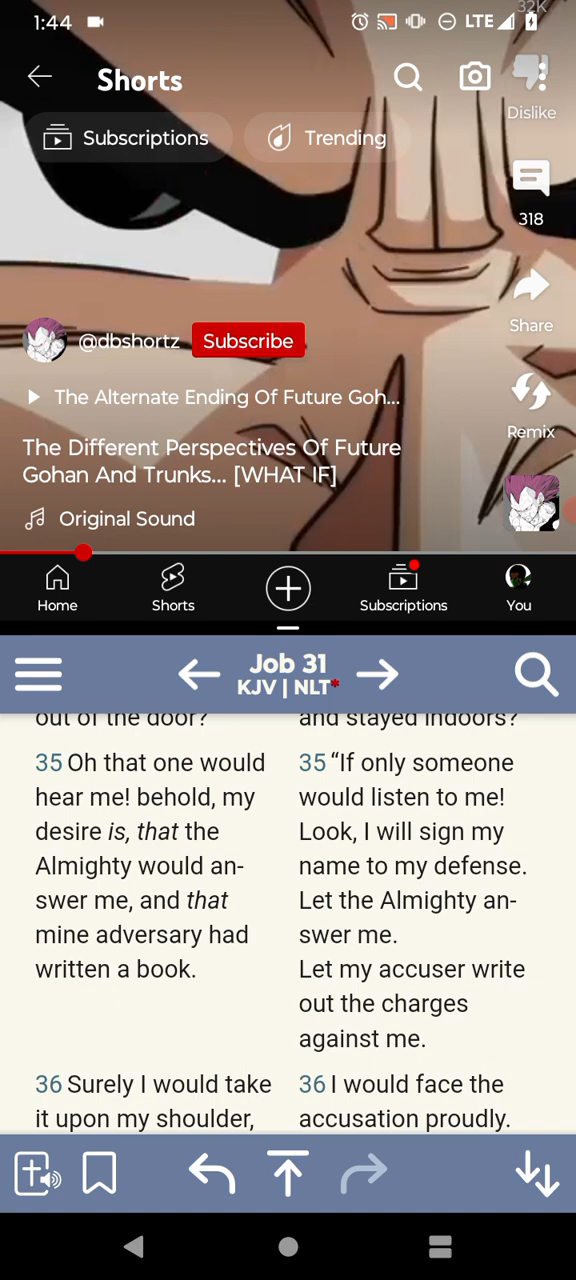 1:44
LTE
32K
Shorts
Dislike
Subscriptions
Trending
318
Share
@dbshortz
Subscribe
The Alternate Ending Of Future Goh...
Remix
The Different Perspectives Of Future
Gohan And Trunks... [WHAT IF]
Original Sound
Home
Shorts
Subscriptions
You
Job 31
KJV | NLT*
out of the door?
35 Oh that one would
hear me! behold, my
desire is, that the
Almighty would an-
swer me, and that
mine adversary had
written a book.
36 Surely I would take
it upon my shoulder,
and stayed indoors?
35 “If only someone
would listen to me!
Look, I will sign my
name to my defense.
Let the Almighty an-
swer me.
Let my accuser write
out the charges
against me.
36 I would face the
accusation proudly.